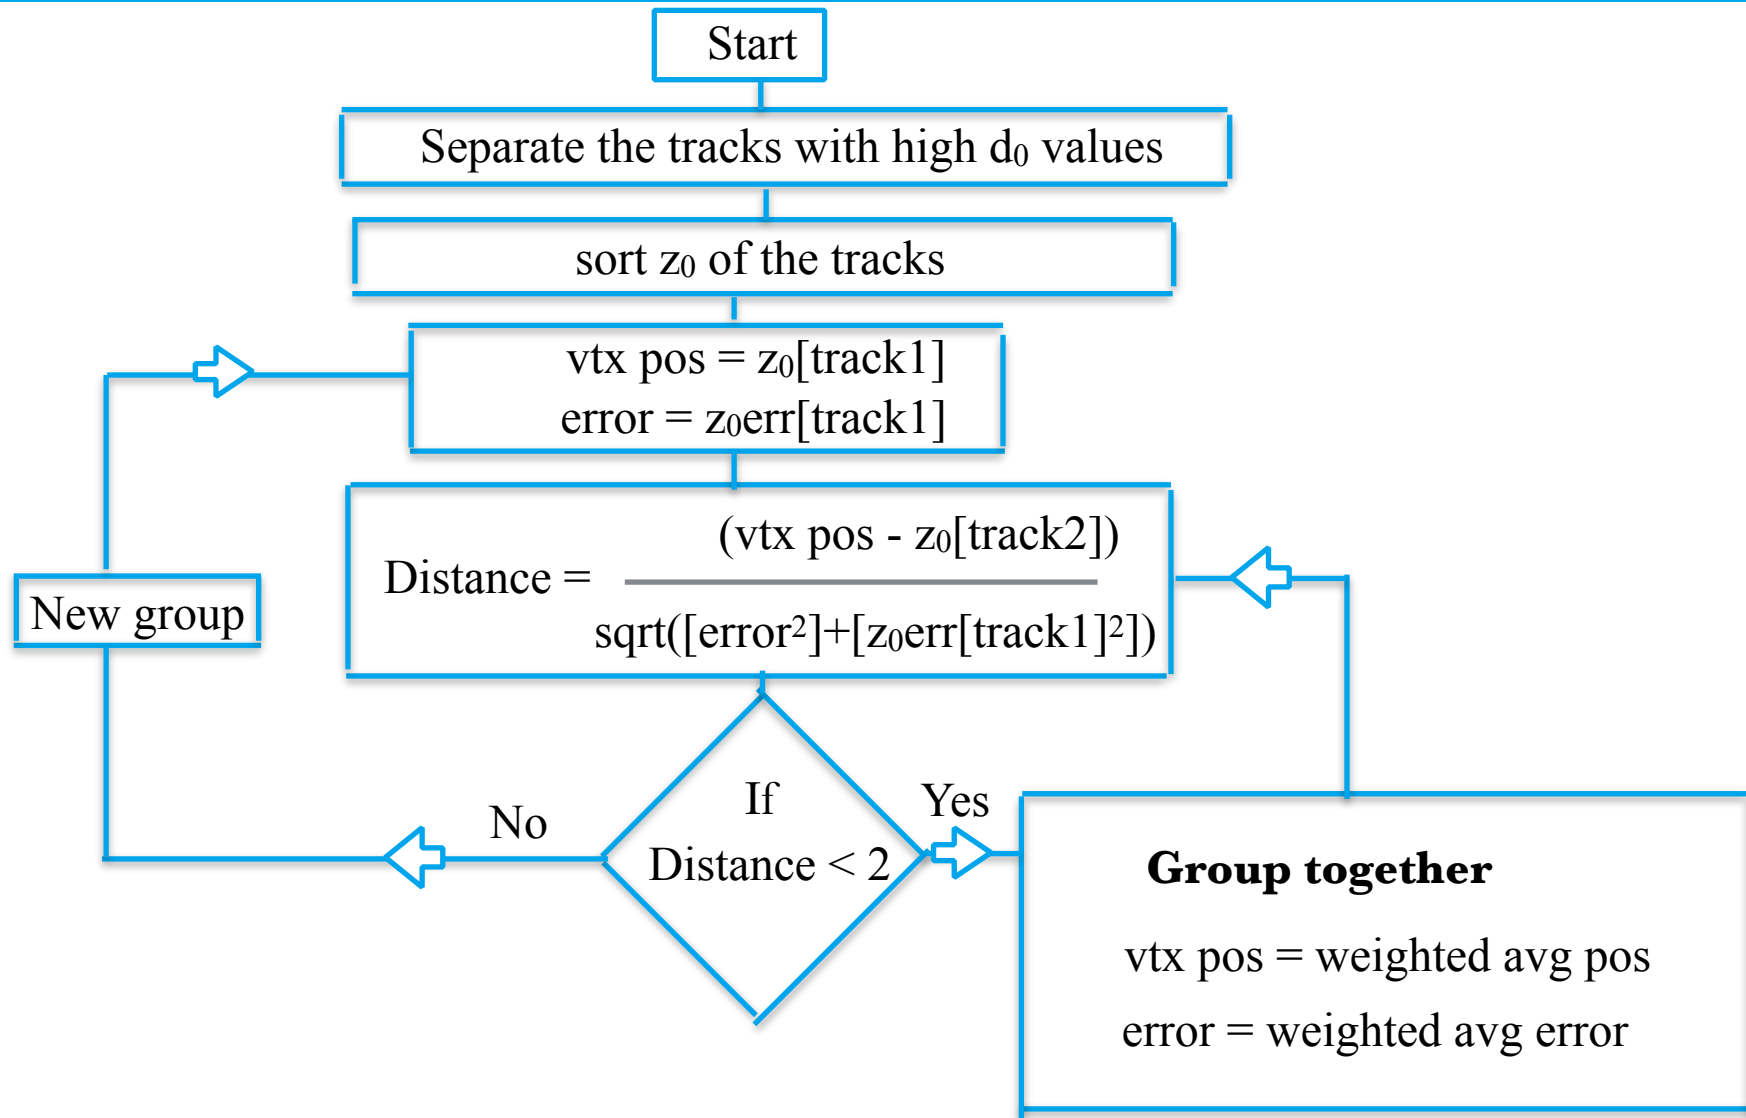 Start
Separate the tracks with high d₀ values
sort z₀ of the tracks
vtx pos = z₀[track1]
error = z₀err[track1]
(vtx pos - z₀[track2])
Distance =
sqrt([error²]+[z₀err[track1]²])
New group
If
Distance < 2
No
Yes
Group together
vtx pos = weighted avg pos
error = weighted avg error